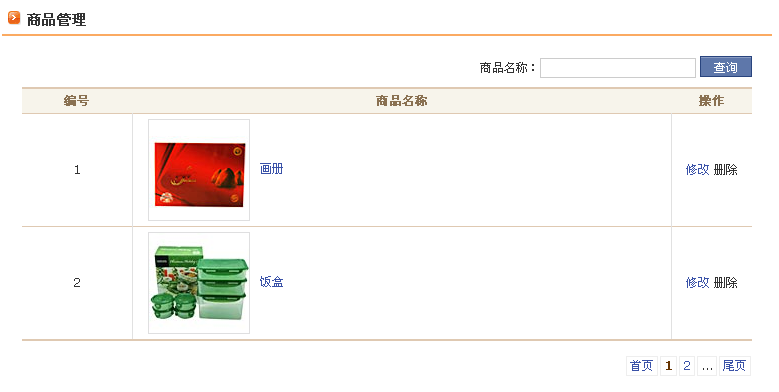 商品管理
商品名称： 查询
编号 商品名称 操作
1 画册 修改 删除
2 饭盒 修改 删除
首页 1 2 ... 尾页